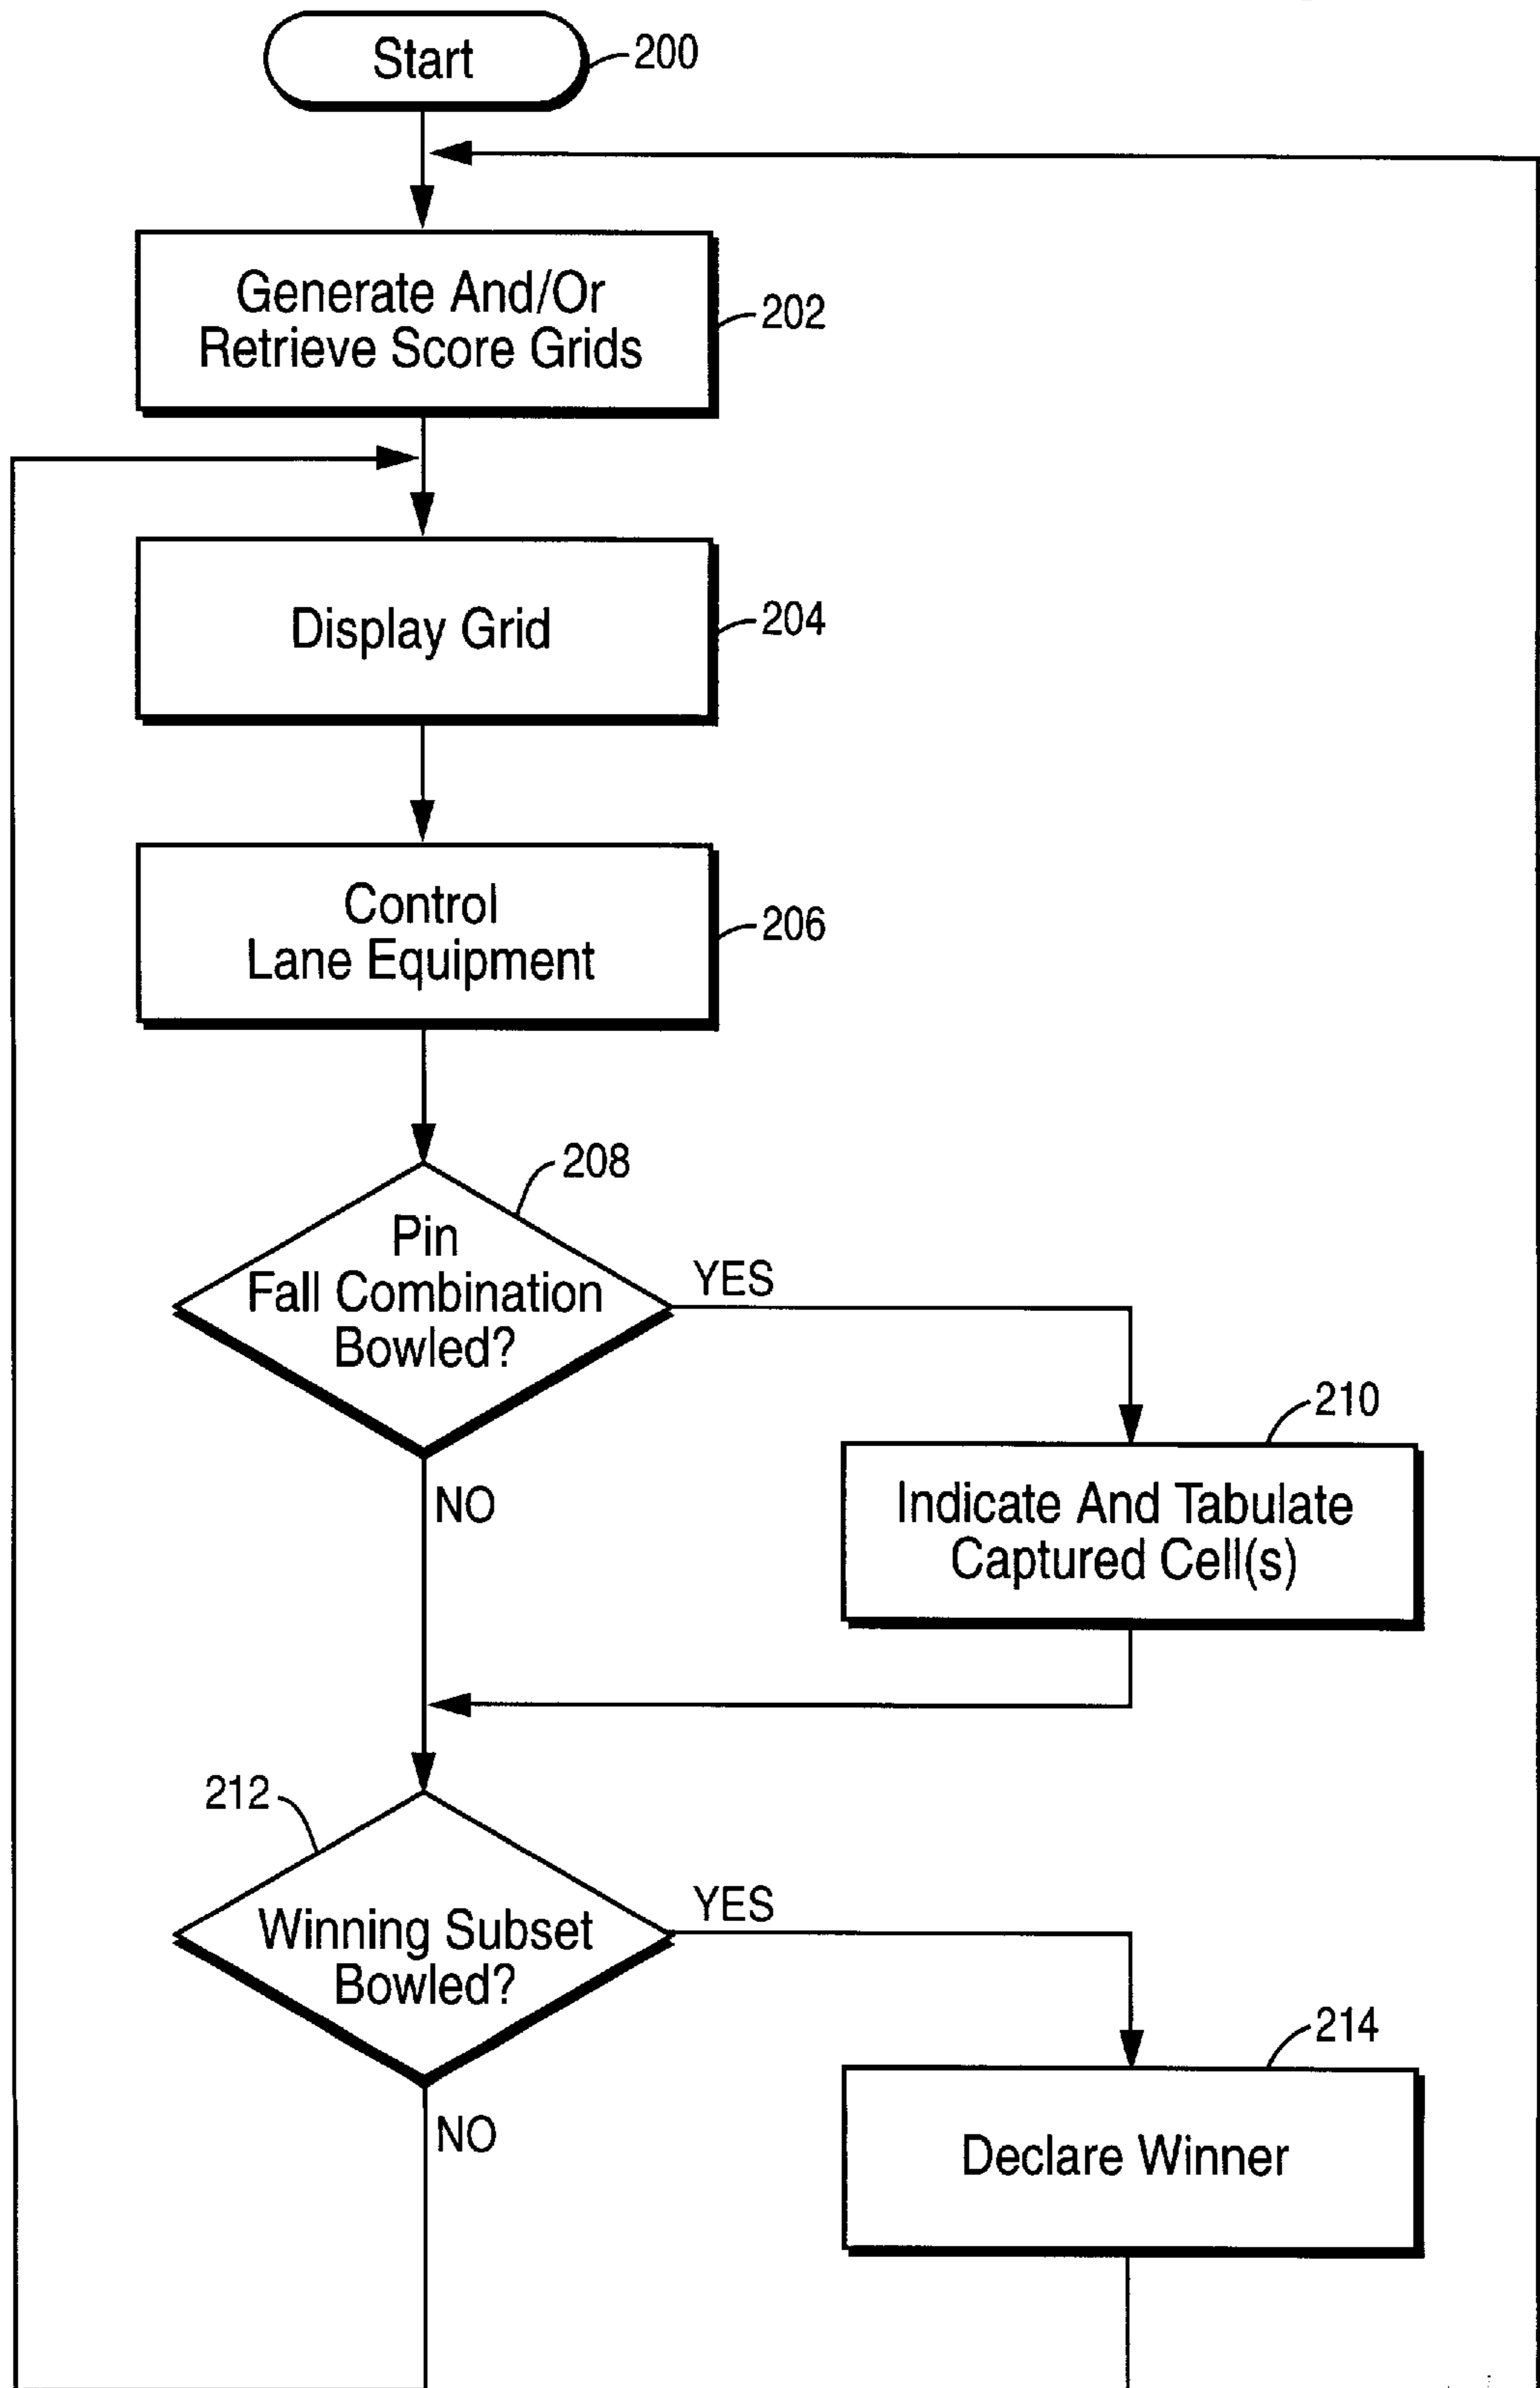 Start
200
Generate And/Or
Retrieve Score Grids
202
Display Grid
204
Control
Lane Equipment
206
208
Pin
Fall Combination
Bowled?
YES
210
Indicate And Tabulate
Captured Cell(s)
NO
212
Winning Subset
Bowled?
YES
214
Declare Winner
NO